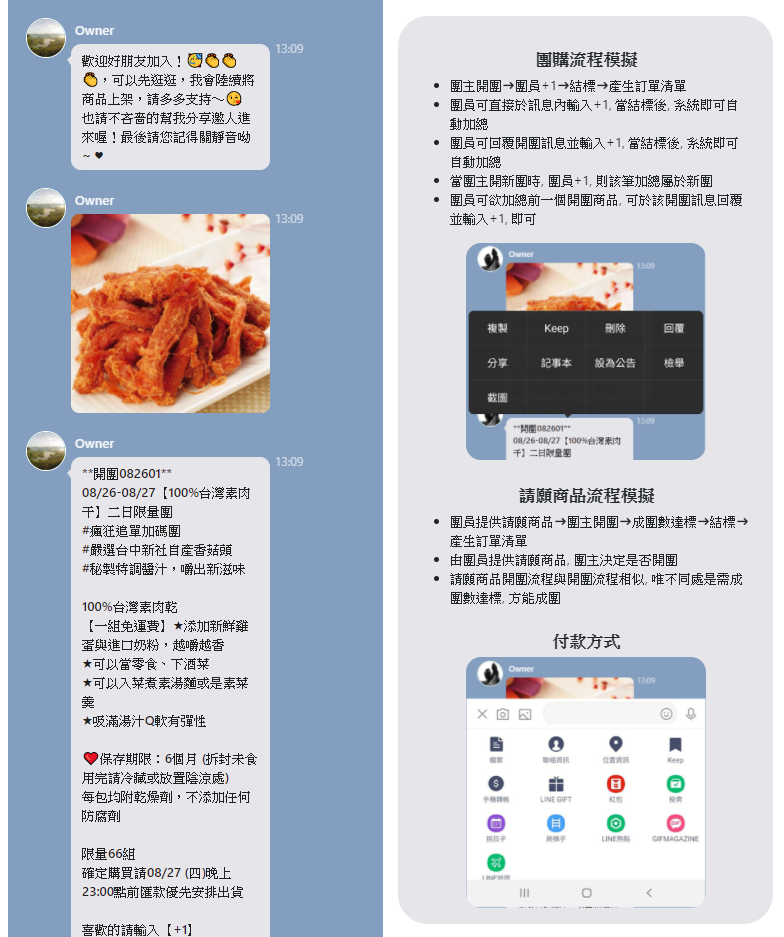 Owner
歡迎好朋友加入！🥳👏👏
👏，可以先逛逛，我會陸續將
商品上架，請多多支持～😘
也請不吝嗇的幫我分享邀人進
來喔！最後請您記得關靜音呦
~ ♥
13:09
Owner
13:09
Owner
13:09
**開團082601**
08/26-08/27【100%台灣素肉
干】二日限量團
#瘋狂追單加碼團
#嚴選台中新社自產香菇頭
#秘製特調醬汁，嚼出新滋味
100%台灣素肉乾
【一組免運費】★添加新鮮雞
蛋與進口奶粉，越嚼越香
★可以當零食、下酒菜
★可以入菜煮素湯麵或是素菜
羹
★吸滿湯汁Q軟有彈性
❤保存期限：6個月 (拆封未食
用完請冷藏或放置陰涼處)
每包均附乾燥劑，不添加任何
防腐劑
限量66組
確定購買請08/27 (四)晚上
23:00點前匯款優先安排出貨
喜歡的請輸入【+1】
團購流程模擬
• 團主開團→團員+1→結標→產生訂單清單
• 團員可直接於訊息內輸入+1, 當結標後, 系統即可自
動加總
• 團員可回覆開團訊息並輸入+1, 當結標後, 系統即可
自動加總
• 當團主開新團時, 團員+1, 則該筆加總屬於新團
• 團員可欲加總前一個開團商品, 可於該開團訊息回覆
並輸入+1, 即可
Owner
13:09
複製 Keep 刪除 回覆
分享 記事本 設為公告 檢舉
截圖
13:09
**開團082601**
08/26-08/27【100%台灣素肉
干】二日限量團
請願商品流程模擬
• 團員提供請願商品→團主開團→成團數達標→結標→
產生訂單清單
• 由團員提供請願商品, 團主決定是否開團
• 請願商品開團流程與開團流程相似, 唯不同處是需成
團數達標, 方能成團
付款方式
Owner
13:09
檔案 聯絡資訊 位置資訊 Keep
手機轉帳 LINE GIFT 紅包 投票
挑日子 爬梯子 LINE熱點 GIFMAGAZINE
LINE旅遊